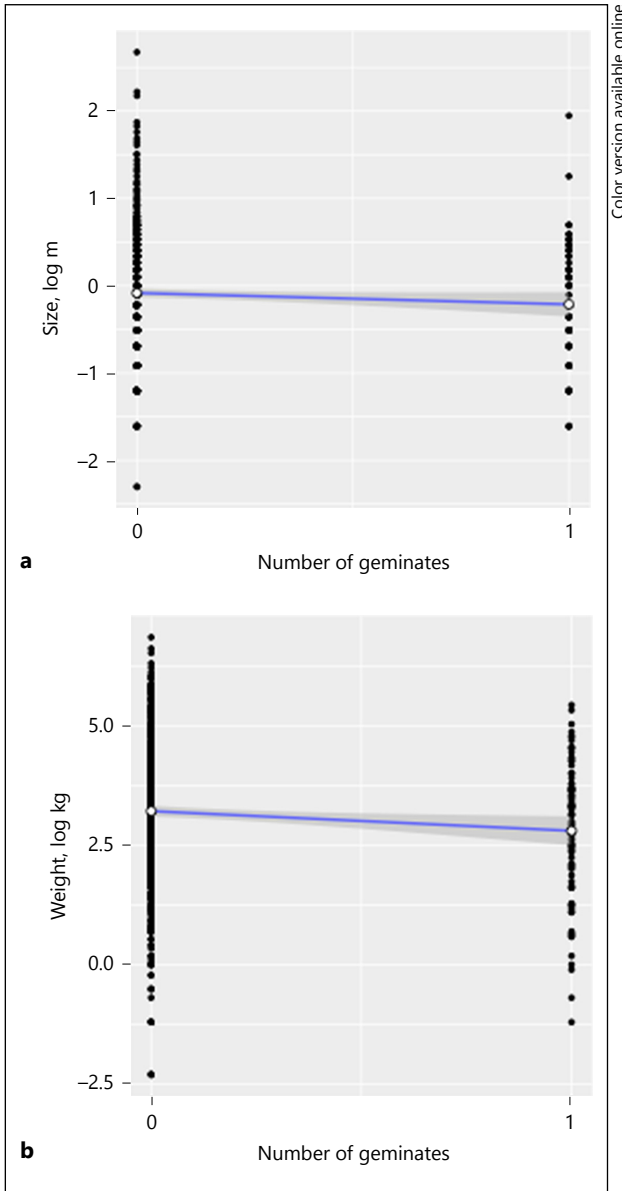 Color version available online
2
1
0
–1
–2
Size, log m
0 1
Number of geminates
a
5.0
2.5
0.0
–2.5
Weight, log kg
0 1
Number of geminates
b